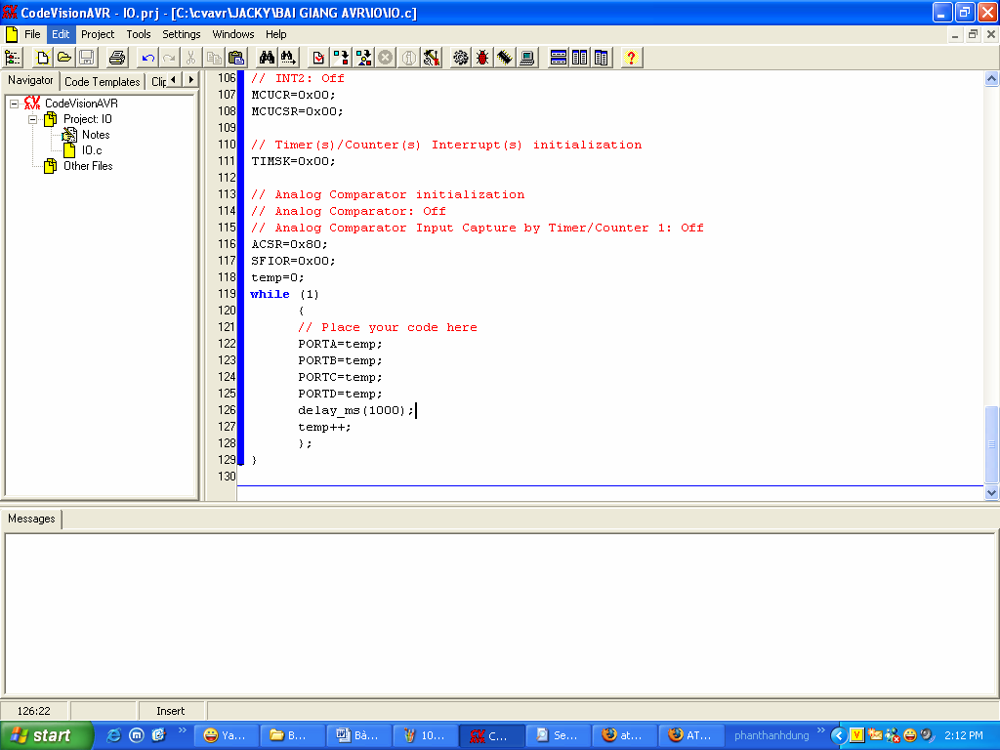 CodeVisionAVR - IO.prj - [C:\cvavr\JACKY\BAI GIANG AVR\IO\IO.c]
File Edit Project Tools Settings Windows Help
Navigator Code Templates Clip
CodeVisionAVR
Project: IO
Notes
IO.c
Other Files
106 // INT2: Off
107 MCUCR=0x00;
108 MCUCSR=0x00;
109
110 // Timer(s)/Counter(s) Interrupt(s) initialization
111 TIMSK=0x00;
112
113 // Analog Comparator initialization
114 // Analog Comparator: Off
115 // Analog Comparator Input Capture by Timer/Counter 1: Off
116 ACSR=0x80;
117 SFIOR=0x00;
118 temp=0;
119 while (1)
120 {
121 // Place your code here
122 PORTA=temp;
123 PORTB=temp;
124 PORTC=temp;
125 PORTD=temp;
126 delay_ms(1000);
127 temp++;
128 };
129 }
130
Messages
126:22 Insert
start Ya... B... Bà... 10... C... Se... at... AT... phanthanhdung 2:12 PM